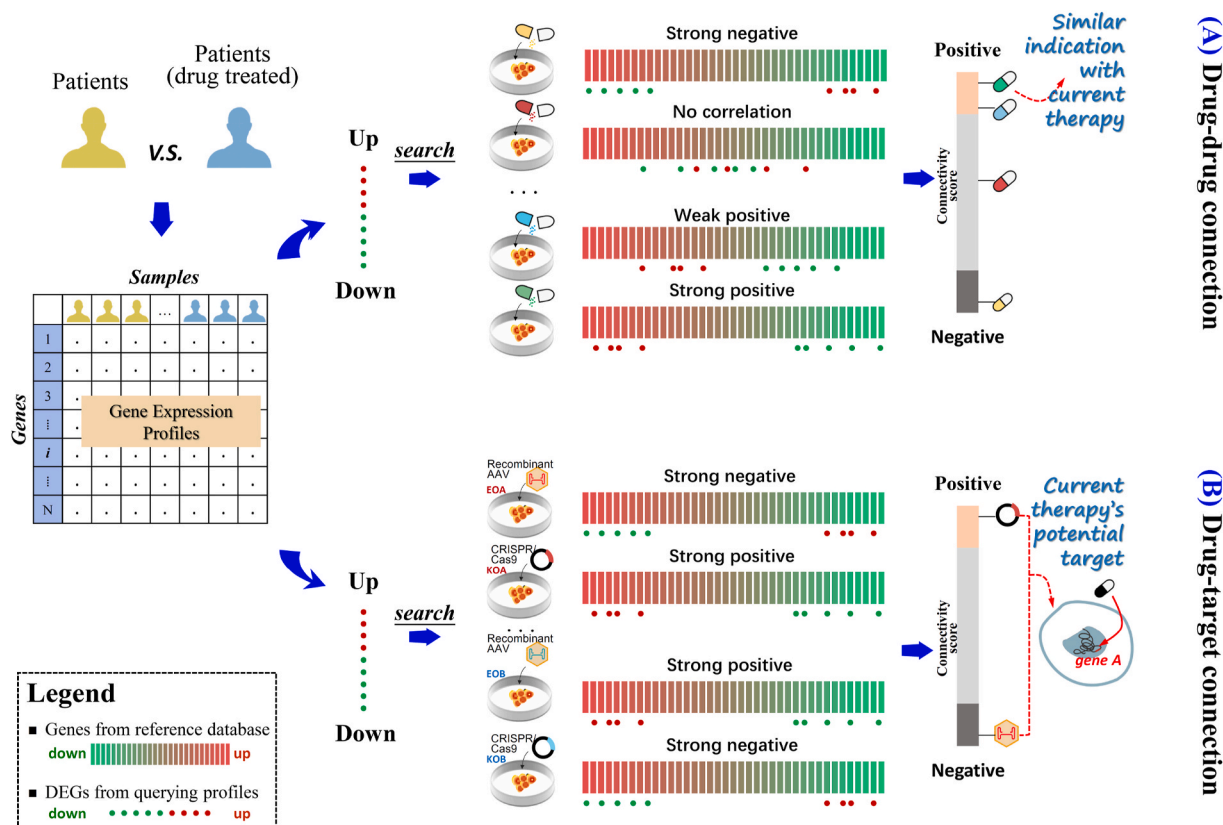 Patients
Patients
(drug treated)
V.S.
Samples
...
Genes
1
2
3
⁞
i
⁞
N
Gene Expression
Profiles
Up
Down
search
Strong negative
No correlation
. . .
Weak positive
Strong positive
Positive
Connectivity
score
Negative
Similar
indication
with
current
therapy
(A) Drug-drug connection
Up
Down
search
Recombinant
AAV
EOA
Strong negative
CRISPR/
Cas9
KOA
Strong positive
. . .
Recombinant
AAV
EOB
Strong positive
CRISPR/
Cas9
KOB
Strong negative
Positive
Connectivity
score
Negative
Current
therapy's
potential
target
gene A
(B) Drug-target connection
Legend
■ Genes from reference database
down up
■ DEGs from querying profiles
down up